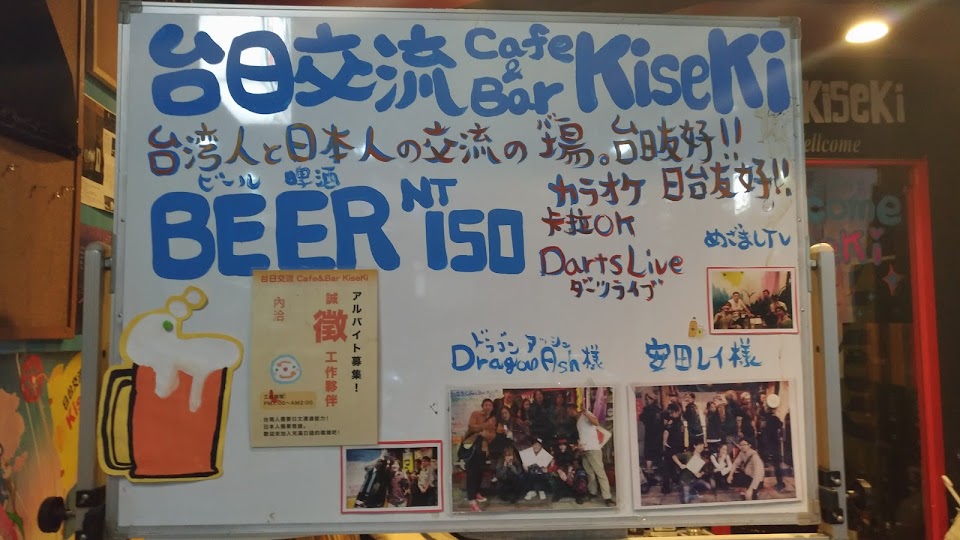 台日交流 Cafe & Bar KiseKi
台湾人と日本人の交流の場。台日友好!!
バー
日台友好!!
ビール 啤酒
BEER NT 150
カラオケ
卡拉OK
DartsLive
ダーツライブ
めざましTV
ドラゴン アッシュ
Dragon Ash様
安田レイ様
台日交流 Cafe&Bar KiseKi
アルバイト募集!
誠徵工作夥伴
內洽
KiseKi